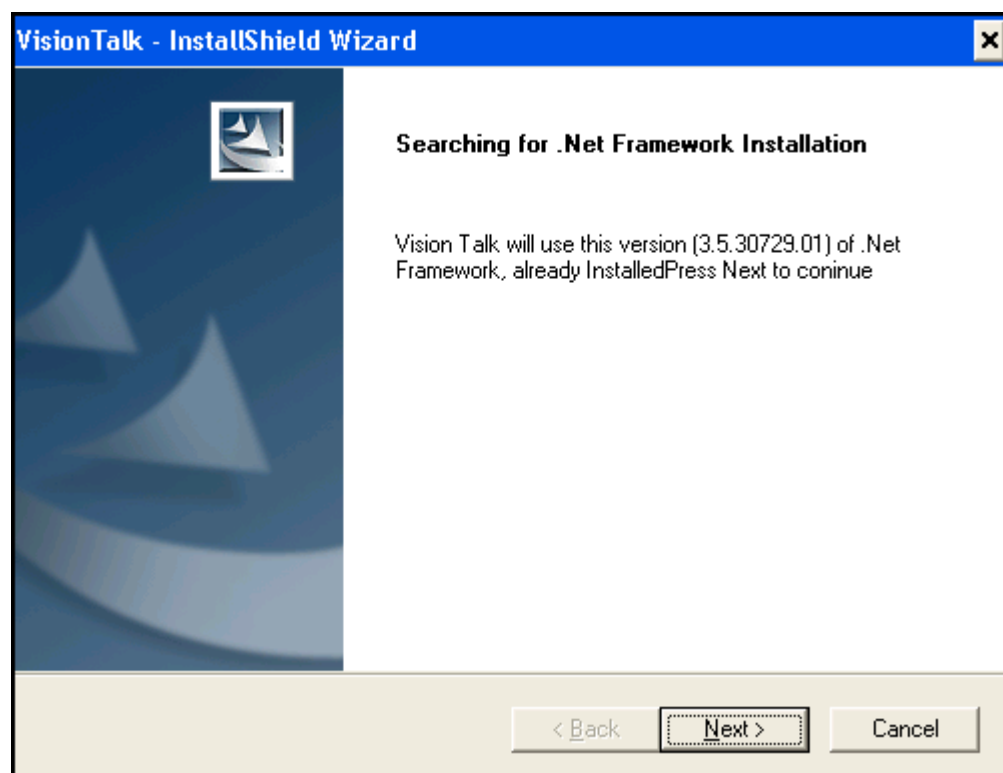 VisionTalk - InstallShield Wizard
Searching for .Net Framework Installation
Vision Talk will use this version (3.5.30729.01) of .Net
Framework, already InstalledPress Next to coninue
< Back
Next >
Cancel